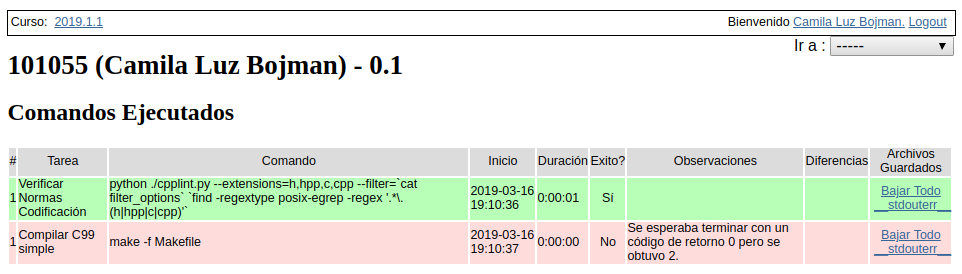 Curso: 2019.1.1 Bienvenido Camila Luz Bojman. Logout
Ir a : -----
101055 (Camila Luz Bojman) - 0.1
Comandos Ejecutados
# Tarea Comando Inicio Duración Exito? Observaciones Diferencias Archivos
Guardados
1 Verificar
Normas
Codificación
python ./cpplint.py --extensions=h,hpp,c,cpp --filter=`cat
filter_options` `find -regextype posix-egrep -regex '.*\.
(h|hpp|c|cpp)'`
2019-03-16
19:10:36
0:00:01
Sí
Bajar Todo
__stdouterr__
1 Compilar C99
simple
make -f Makefile
2019-03-16
19:10:37
0:00:00
No
Se esperaba terminar con un
código de retorno 0 pero se
obtuvo 2.
Bajar Todo
__stdouterr__